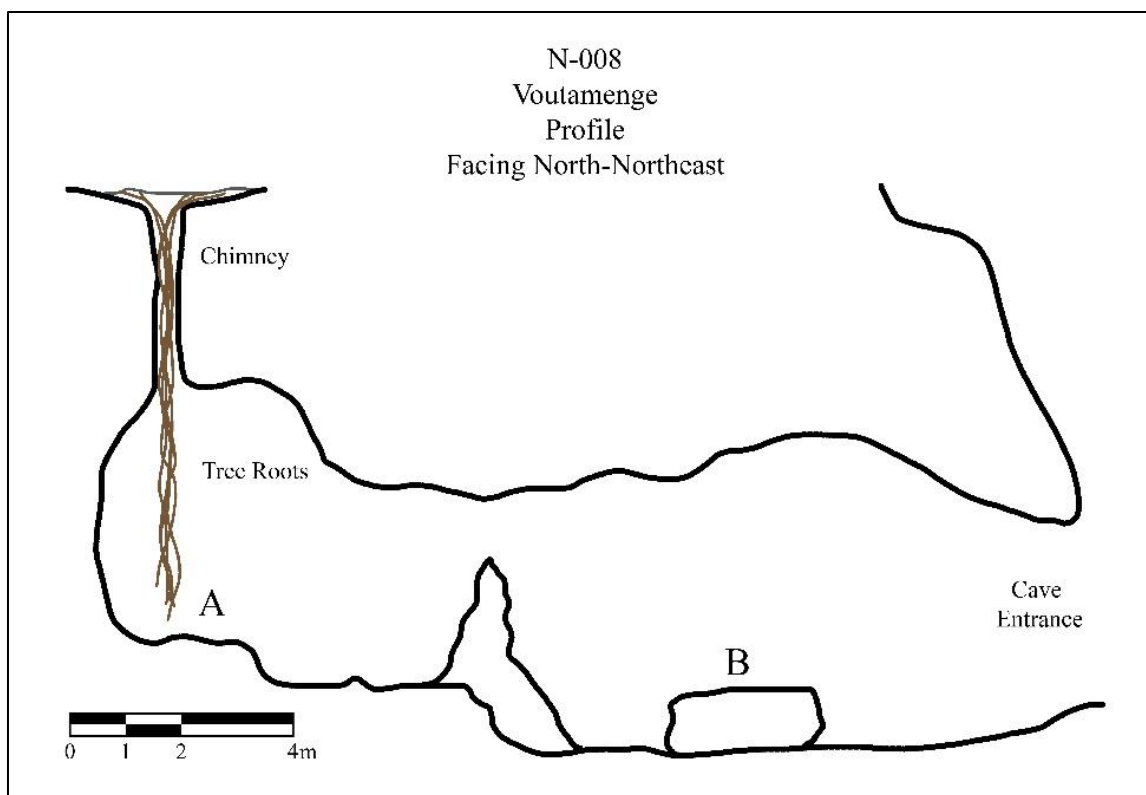 N-008
Voutamenge
Profile
Facing North-Northeast
Chimney
Tree Roots
A
B
Cave
Entrance
0 1 2 4m